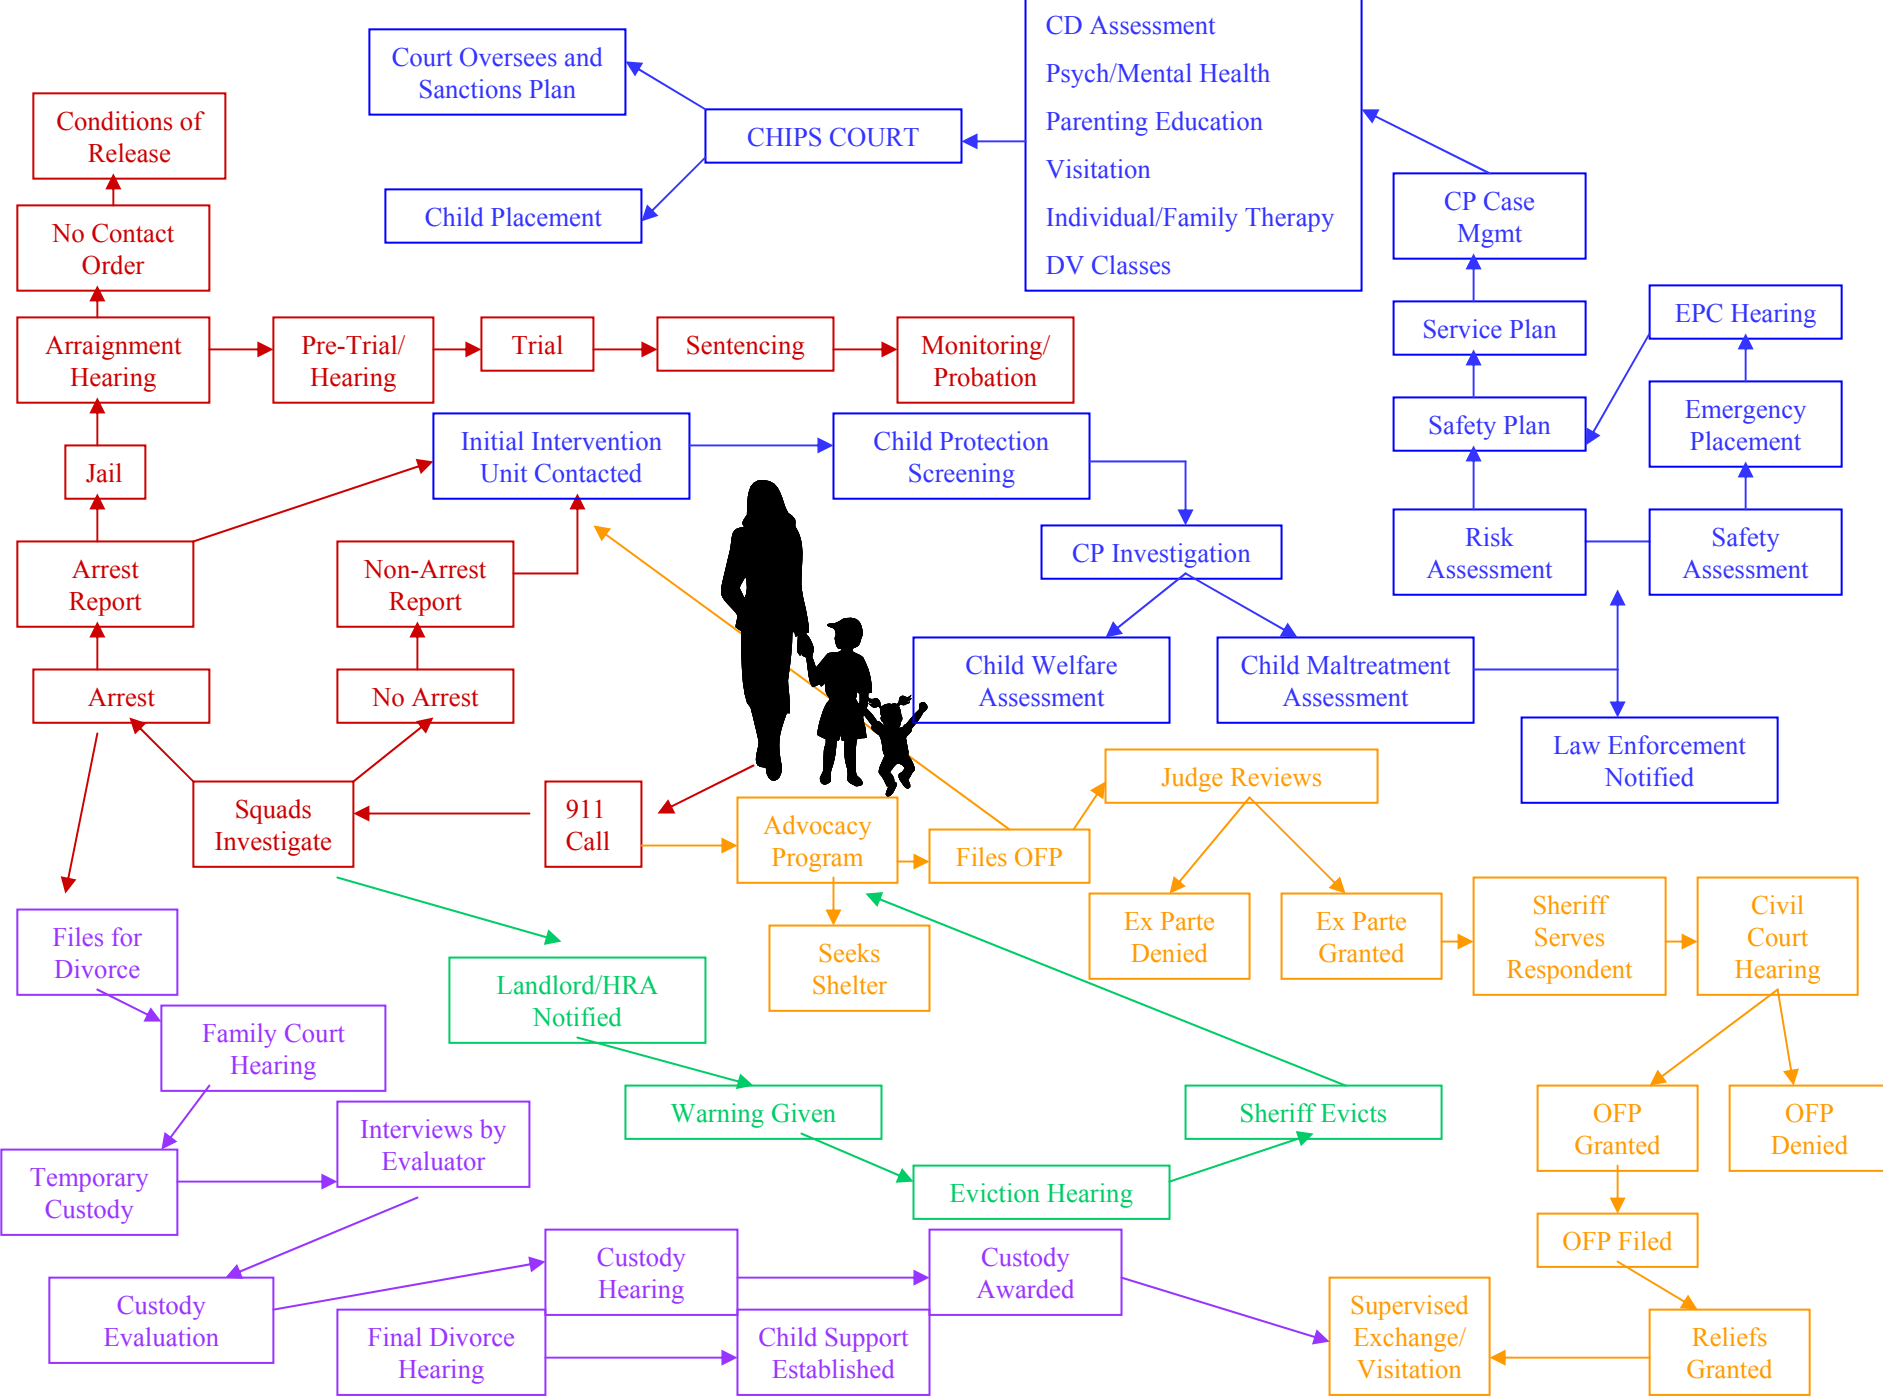 CD Assessment
Psych/Mental Health
Parenting Education
Visitation
Individual/Family Therapy
DV Classes
Court Oversees and
Sanctions Plan
CHIPS COURT
Child Placement
Conditions of
Release
No Contact
Order
Arraignment
Hearing
Pre-Trial/
Hearing
Trial
Sentencing
Monitoring/
Probation
CP Case
Mgmt
Service Plan
EPC Hearing
Safety Plan
Emergency
Placement
Jail
Initial Intervention
Unit Contacted
Child Protection
Screening
Arrest
Report
Non-Arrest
Report
CP Investigation
Risk
Assessment
Safety
Assessment
Arrest
No Arrest
Child Welfare
Assessment
Child Maltreatment
Assessment
Law Enforcement
Notified
Squads
Investigate
911
Call
Advocacy
Program
Files OFP
Judge Reviews
Seeks
Shelter
Ex Parte
Denied
Ex Parte
Granted
Sheriff
Serves
Respondent
Civil
Court
Hearing
Files for
Divorce
Landlord/HRA
Notified
Family Court
Hearing
Warning Given
Sheriff Evicts
OFP
Granted
OFP
Denied
Interviews by
Evaluator
Temporary
Custody
Eviction Hearing
OFP Filed
Custody
Evaluation
Custody
Hearing
Custody
Awarded
Final Divorce
Hearing
Child Support
Established
Supervised
Exchange/
Visitation
Reliefs
Granted